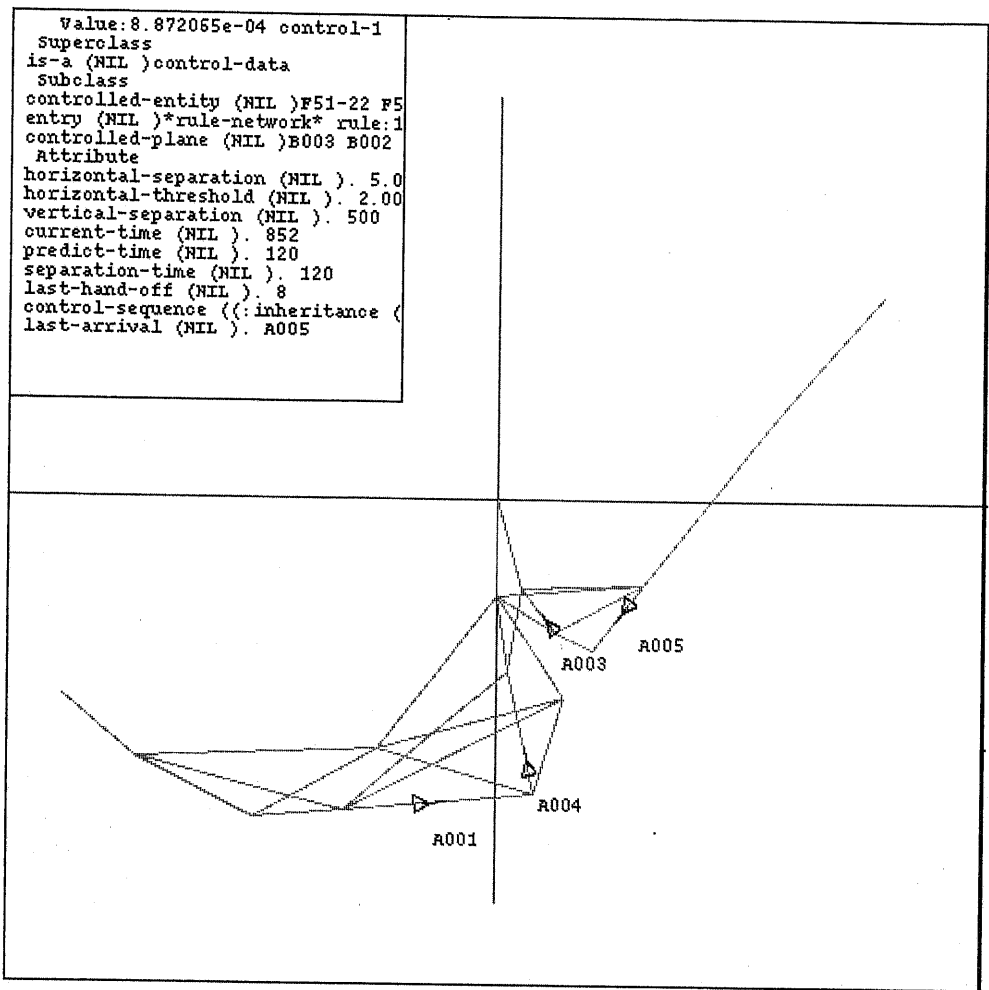 Value:8.872065e-04 control-1
Superclass
is-a (NIL )control-data
Subclass
controlled-entity (NIL )F51-22 F5
entry (NIL )*rule-network* rule:1
controlled-plane (NIL )B003 B002
Attribute
horizontal-separation (NIL ). 5.0
horizontal-threshold (NIL ). 2.00
vertical-separation (NIL ). 500
current-time (NIL ). 852
predict-time (NIL ). 120
separation-time (NIL ). 120
last-hand-off (NIL ). 8
control-sequence ((:inheritance (
last-arrival (NIL ). A005
A003
A005
A004
A001